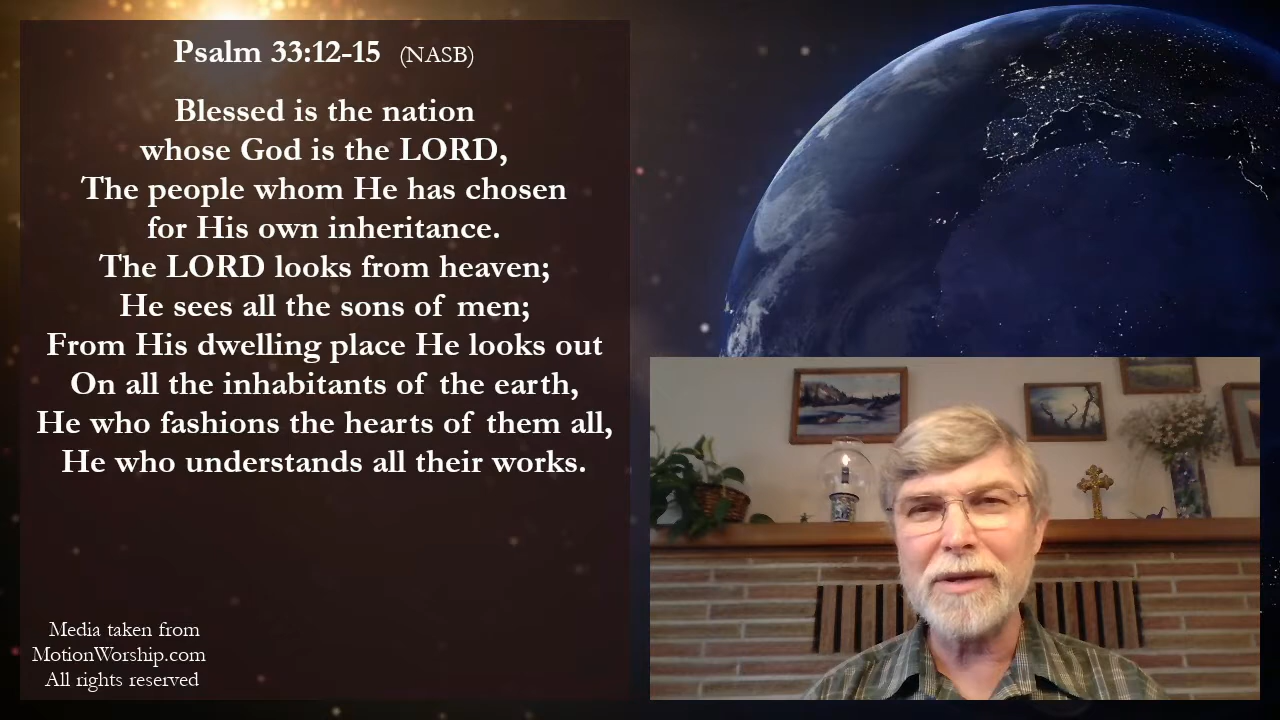 Psalm 33:12-15 (NASB)
Blessed is the nation
whose God is the LORD,
The people whom He has chosen
for His own inheritance.
The LORD looks from heaven;
He sees all the sons of men;
From His dwelling place He looks out
On all the inhabitants of the earth,
He who fashions the hearts of them all,
He who understands all their works.
Media taken from
MotionWorship.com
All rights reserved